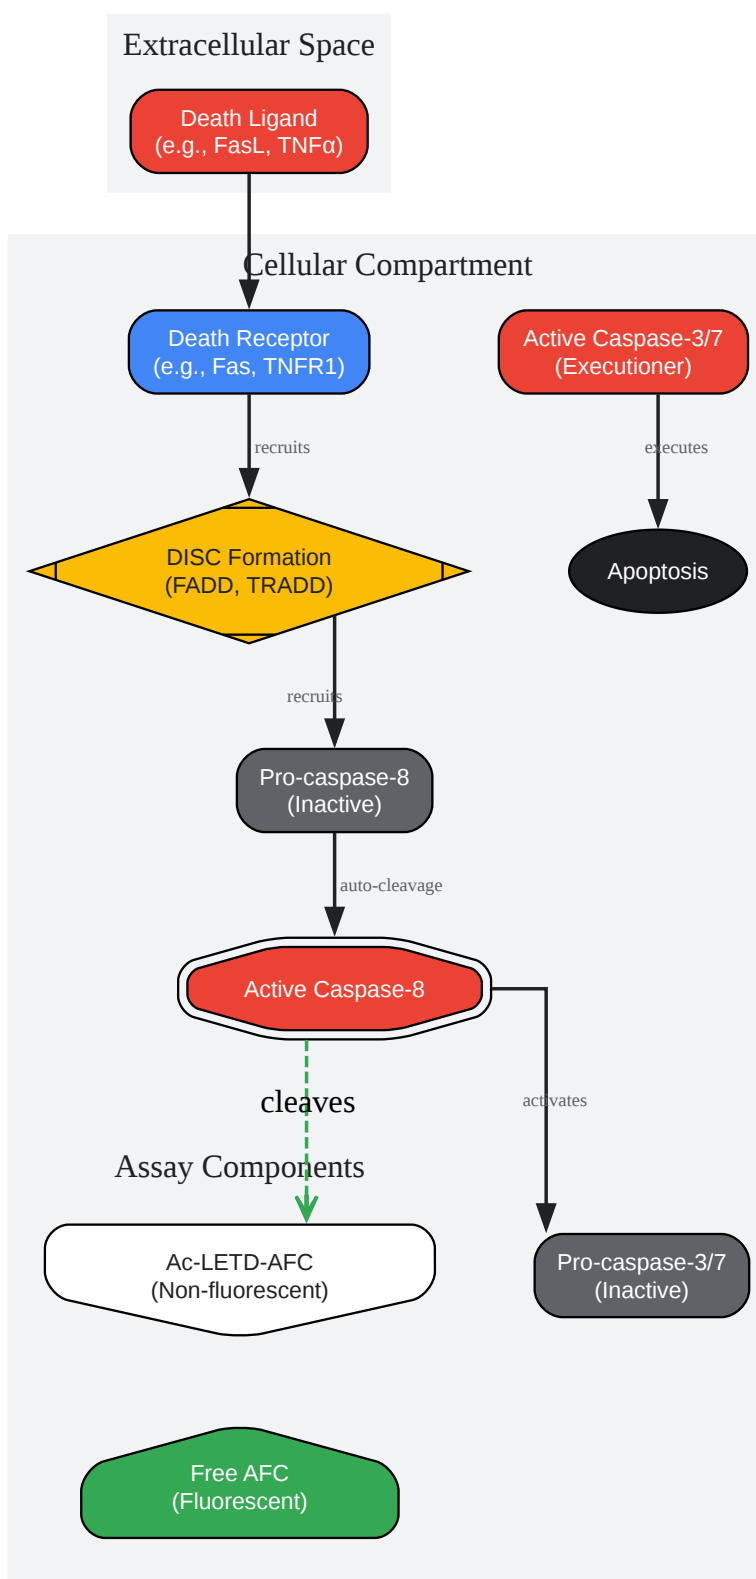 Extracellular Space
Death Ligand
(e.g., FasL, TNFα)
Cellular Compartment
Death Receptor
(e.g., Fas, TNFR1)
Active Caspase-3/7
(Executioner)
recruits
executes
DISC Formation
(FADD, TRADD)
Apoptosis
recruits
Pro-caspase-8
(Inactive)
auto-cleavage
Active Caspase-8
cleaves
activates
Assay Components
Ac-LETD-AFC
(Non-fluorescent)
Pro-caspase-3/7
(Inactive)
Free AFC
(Fluorescent)